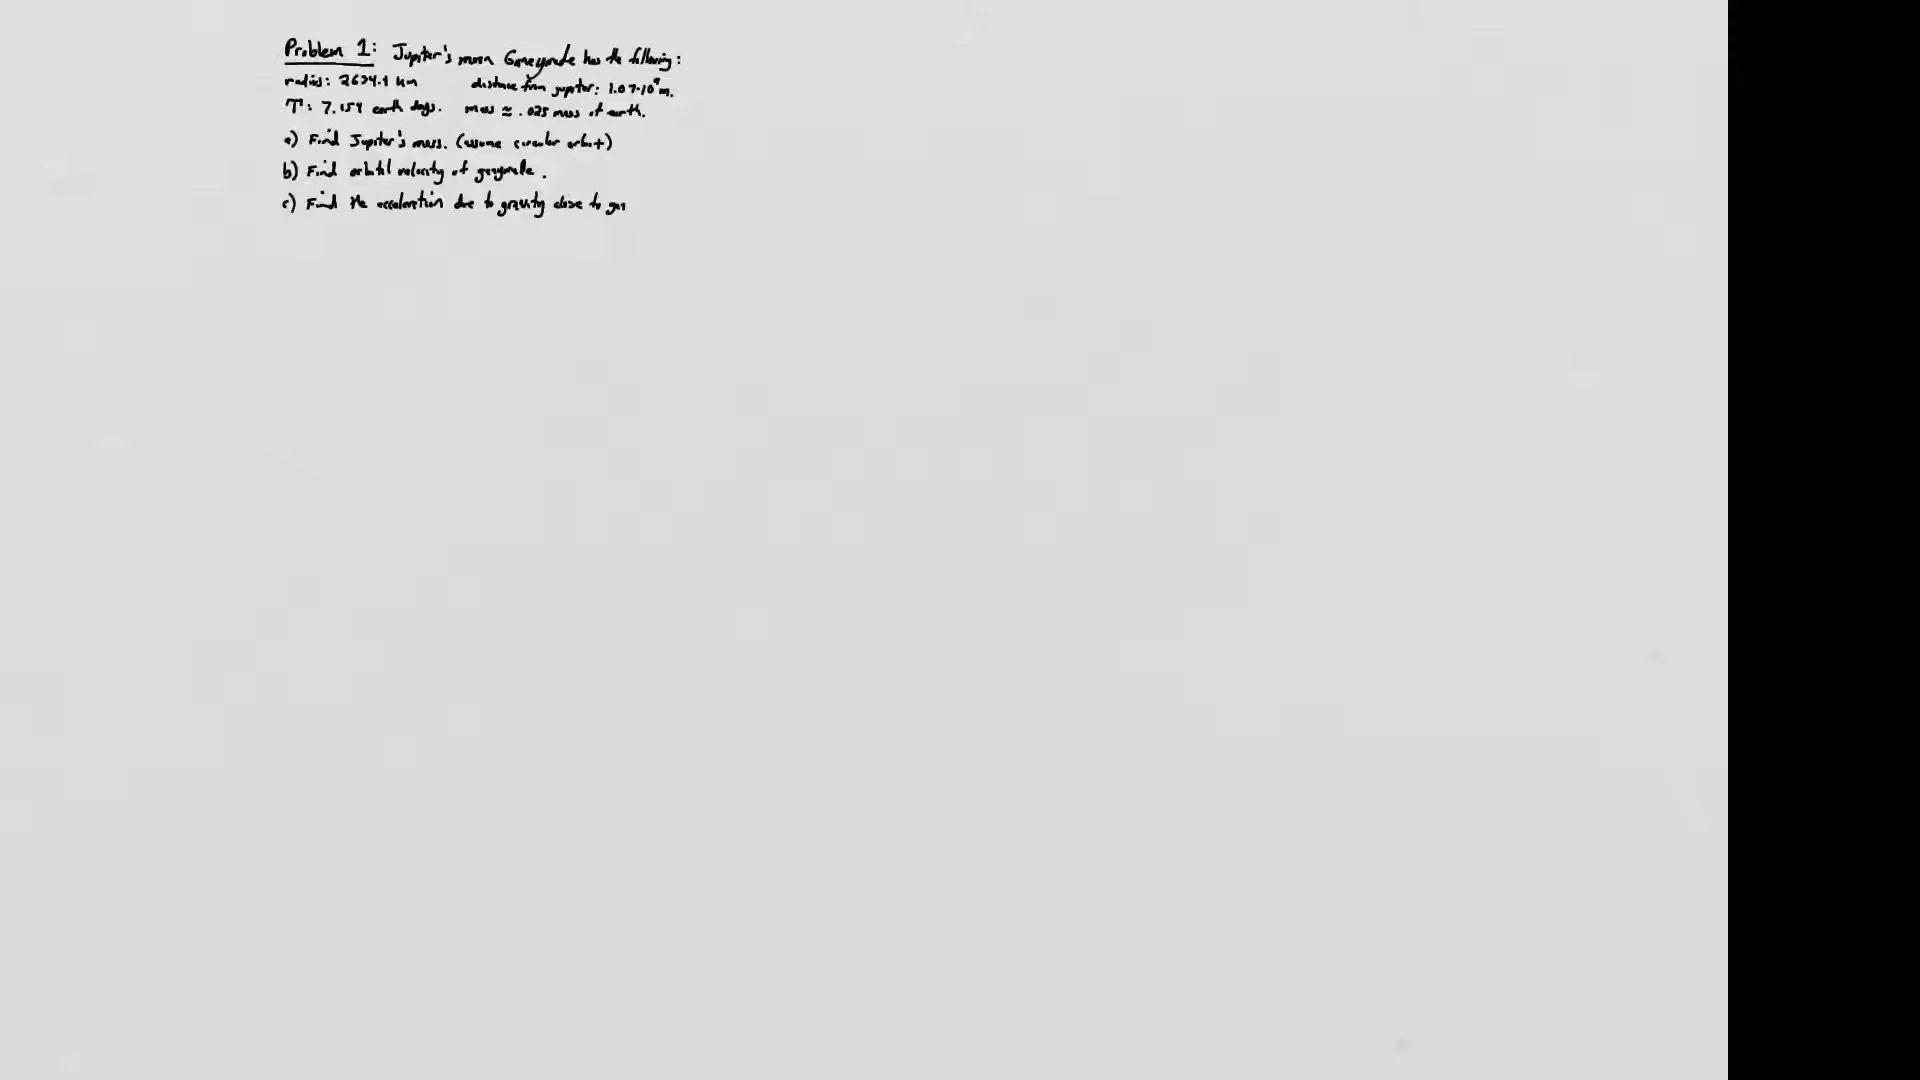 Problem 1: Jupiter's moon Ganeymede has the following:
radius: 2634.1 km distance from jupiter: 1.07·10⁹ m.
T: 7.154 earth days. mass ≈ .025 mass of earth.
a) Find Jupiter's mass. (assume circular orbit)
b) Find orbital velocity of
c) Find the acceleration due to gravity close to